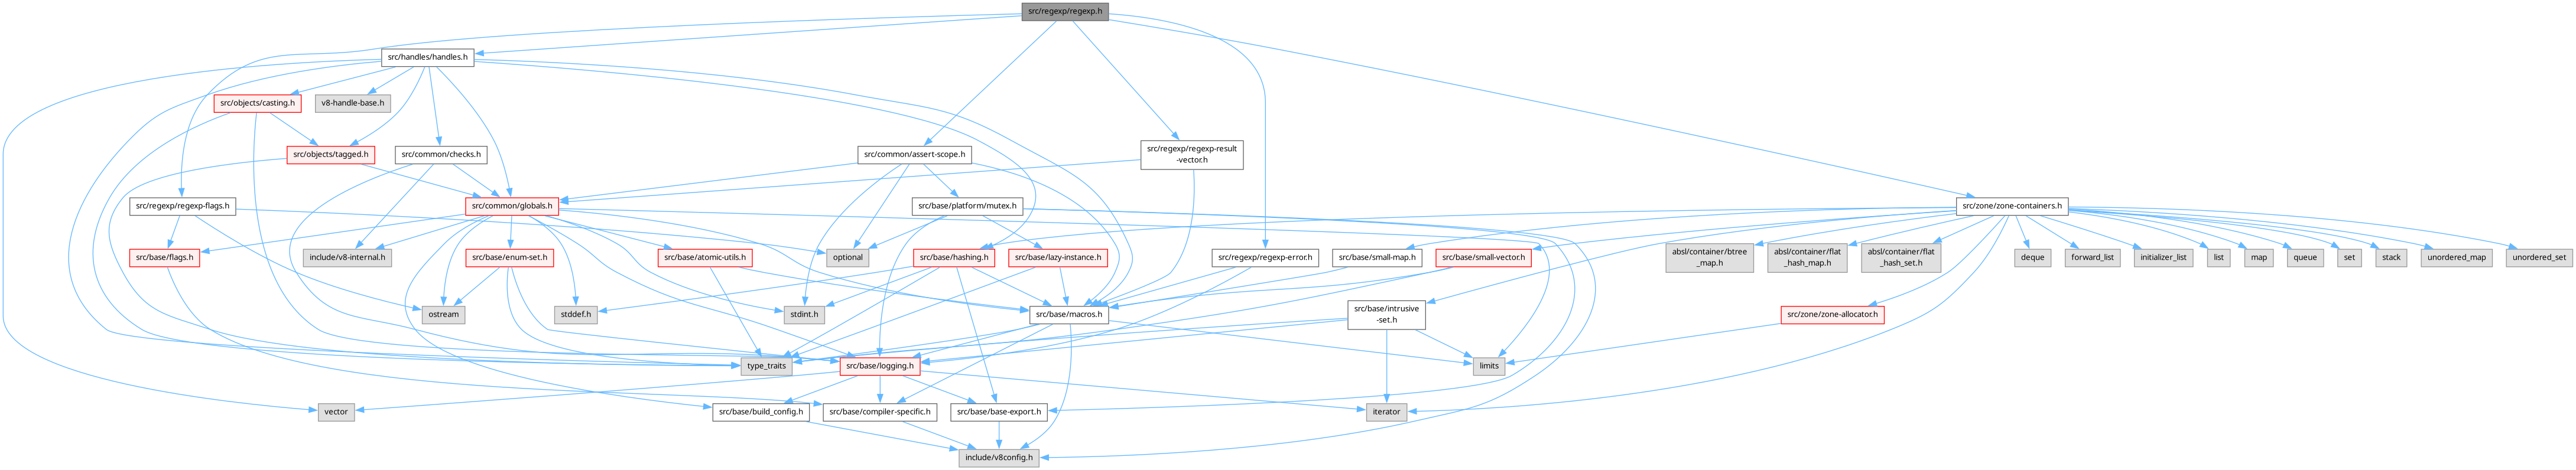 src/regexp/regexp.h
src/handles/handles.h
src/objects/casting.h
v8-handle-base.h
src/objects/tagged.h
src/common/checks.h
src/common/assert-scope.h
src/regexp/regexp-result
-vector.h
src/regexp/regexp-flags.h
src/common/globals.h
src/base/platform/mutex.h
src/zone/zone-containers.h
src/base/flags.h
include/v8-internal.h
src/base/enum-set.h
src/base/atomic-utils.h
optional
src/base/hashing.h
src/base/lazy-instance.h
src/regexp/regexp-error.h
src/base/small-map.h
src/base/small-vector.h
absl/container/btree
_map.h
absl/container/flat
_hash_map.h
absl/container/flat
_hash_set.h
deque
forward_list
initializer_list
list
map
queue
set
stack
unordered_map
unordered_set
ostream
stddef.h
stdint.h
src/base/macros.h
src/base/intrusive
-set.h
src/zone/zone-allocator.h
type_traits
src/base/logging.h
limits
vector
src/base/build_config.h
src/base/compiler-specific.h
src/base/base-export.h
iterator
include/v8config.h